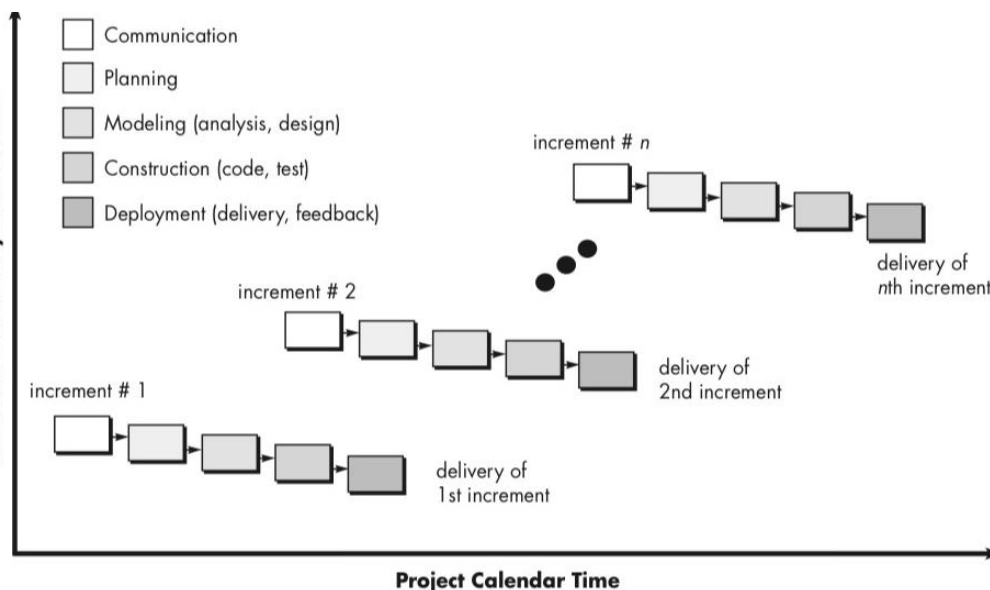 Communication
Planning
Modeling (analysis, design)
Construction (code, test)
Deployment (delivery, feedback)
increment # n
delivery of
nth increment
increment # 2
delivery of
2nd increment
increment # 1
delivery of
1st increment
Project Calendar Time